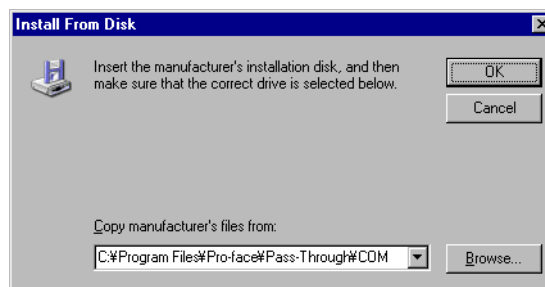 Install From Disk
Insert the manufacturer's installation disk, and then
make sure that the correct drive is selected below.
OK
Cancel
Copy manufacturer's files from:
C:¥Program Files¥Pro-face¥Pass-Through¥COM
Browse...